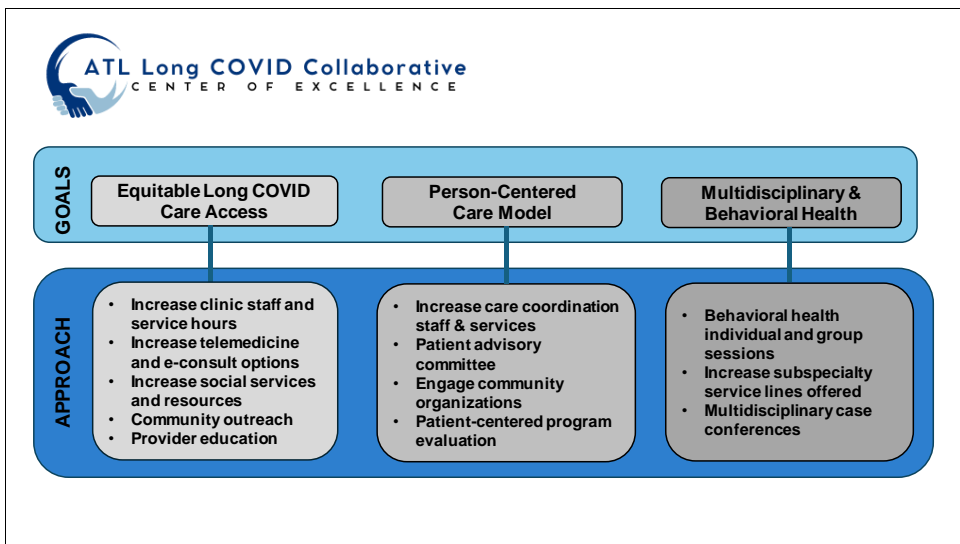 ATL Long COVID Collaborative
CENTER OF EXCELLENCE
GOALS
Equitable Long COVID
Care Access
Person-Centered
Care Model
Multidisciplinary &
Behavioral Health
APPROACH
• Increase clinic staff and
service hours
• Increase telemedicine
and e-consult options
• Increase social services
and resources
• Community outreach
• Provider education
• Increase care coordination
staff & services
• Patient advisory
committee
• Engage community
organizations
• Patient-centered program
evaluation
• Behavioral health
individual and group
sessions
• Increase subspecialty
service lines offered
• Multidisciplinary case
conferences